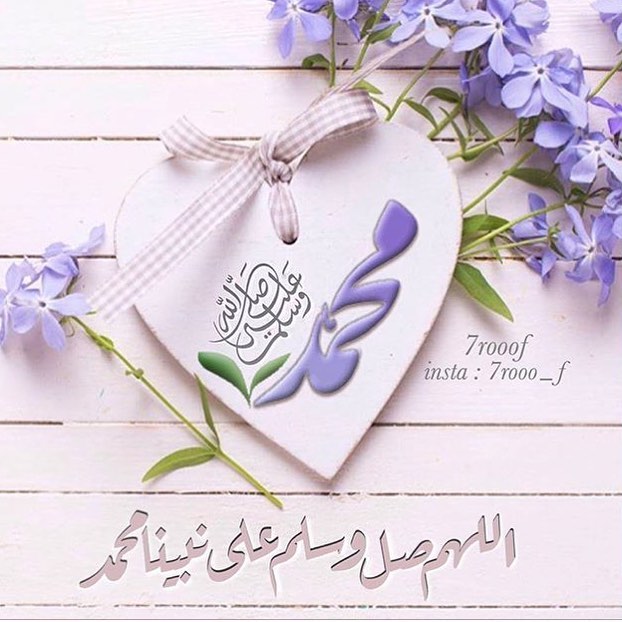 محمد
صلى الله عليه وسلم
7rooof
insta : 7rooo_f
اللهم صل وسلم على نبينا محمد